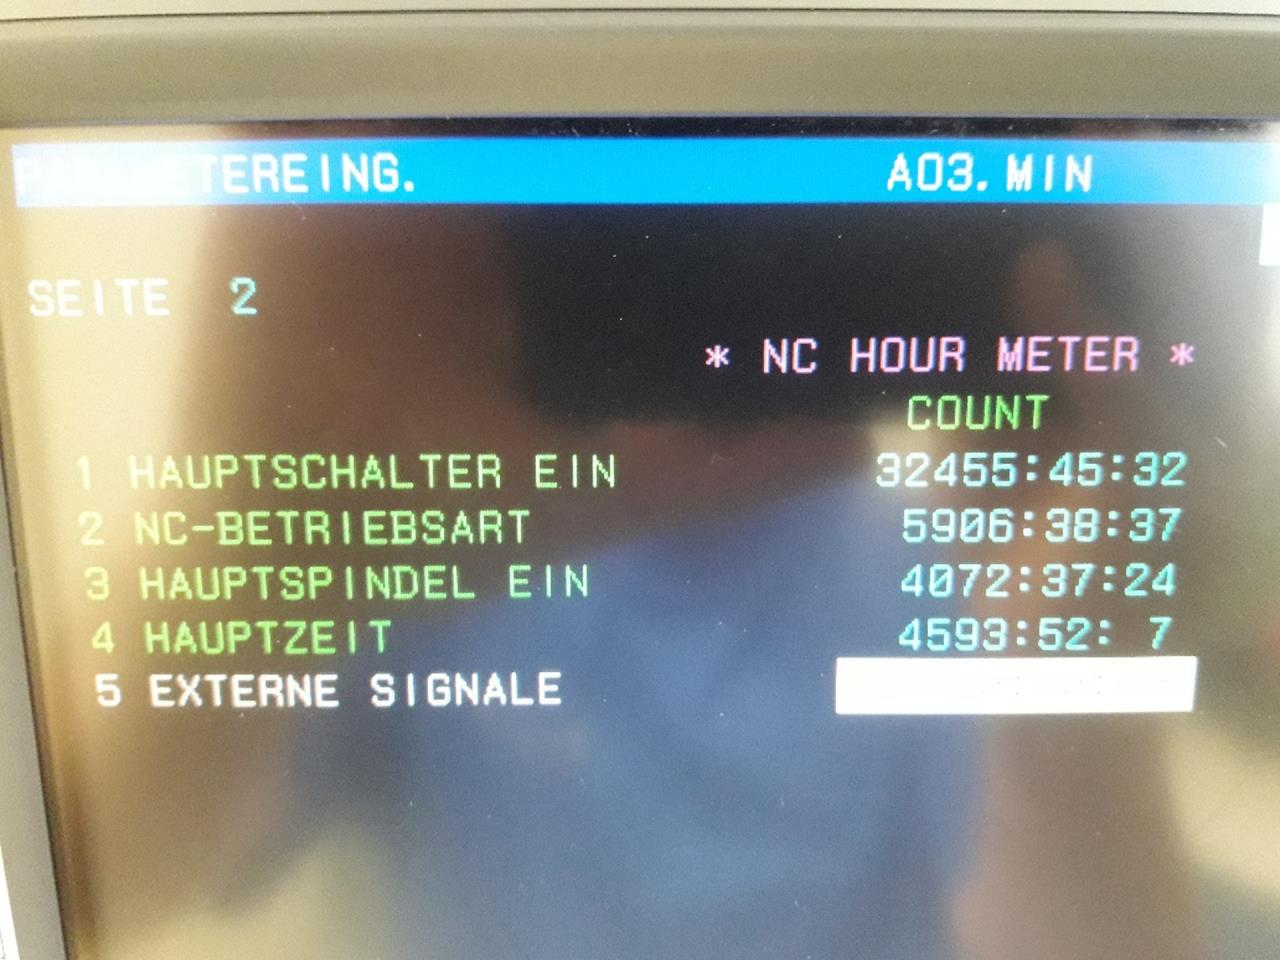 PARAMETEREING. A03.MIN
SEITE 2
* NC HOUR METER *
COUNT
1 HAUPTSCHALTER EIN 32455:45:32
2 NC-BETRIEBSART 5906:38:37
3 HAUPTSPINDEL EIN 4072:37:24
4 HAUPTZEIT 4593:52: 7
5 EXTERNE SIGNALE